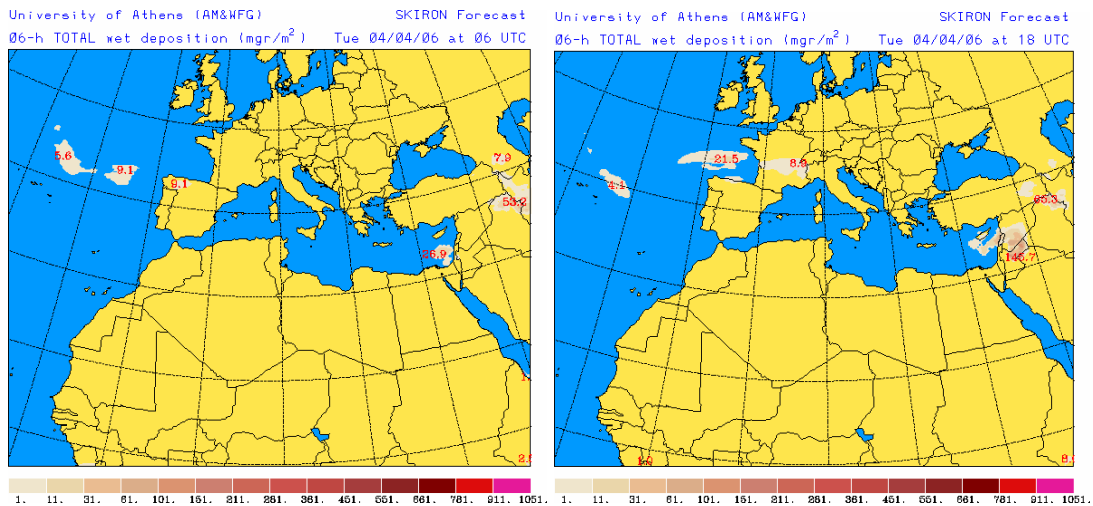 University of Athens (AM&WFG) SKIRON Forecast
06-h TOTAL wet deposition (mgr/m²) Tue 04/04/06 at 06 UTC
5.6
9.1
9.1
7.9
53.2
26.9
2.
1. 11. 31. 61. 101. 151. 211. 281. 361. 451. 551. 661. 781. 911. 1051.
University of Athens (AM&WFG) SKIRON Forecast
06-h TOTAL wet deposition (mgr/m²) Tue 04/04/06 at 18 UTC
21.5
4.1
65.3
145.7
8.
1. 11. 31. 61. 101. 151. 211. 281. 361. 451. 551. 661. 781. 911. 1051.